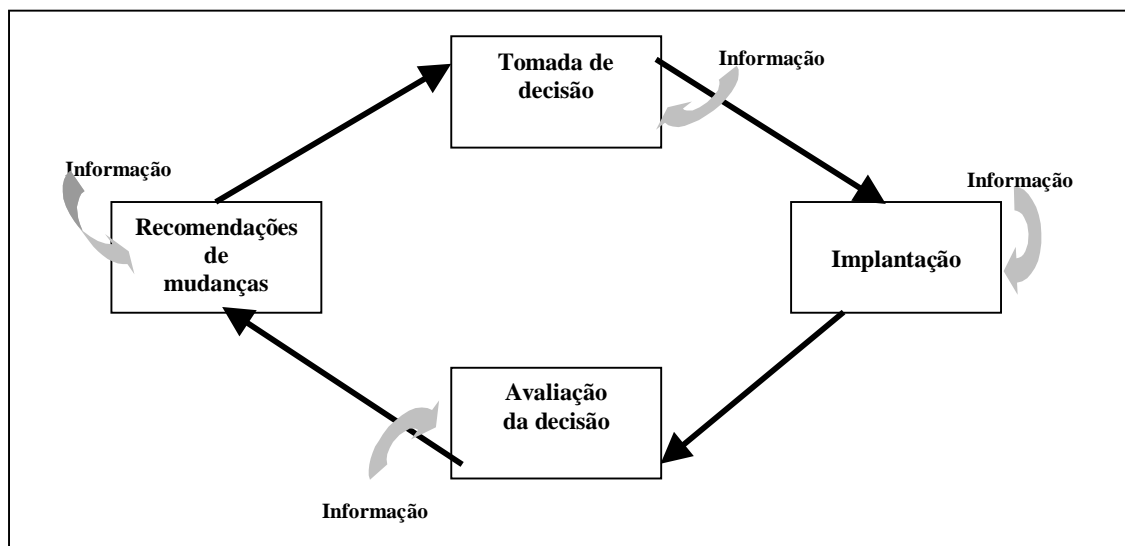 Tomada de
decisão
Informação
Informação
Informação
Recomendações
de
mudanças
Implantação
Avaliação
da decisão
Informação